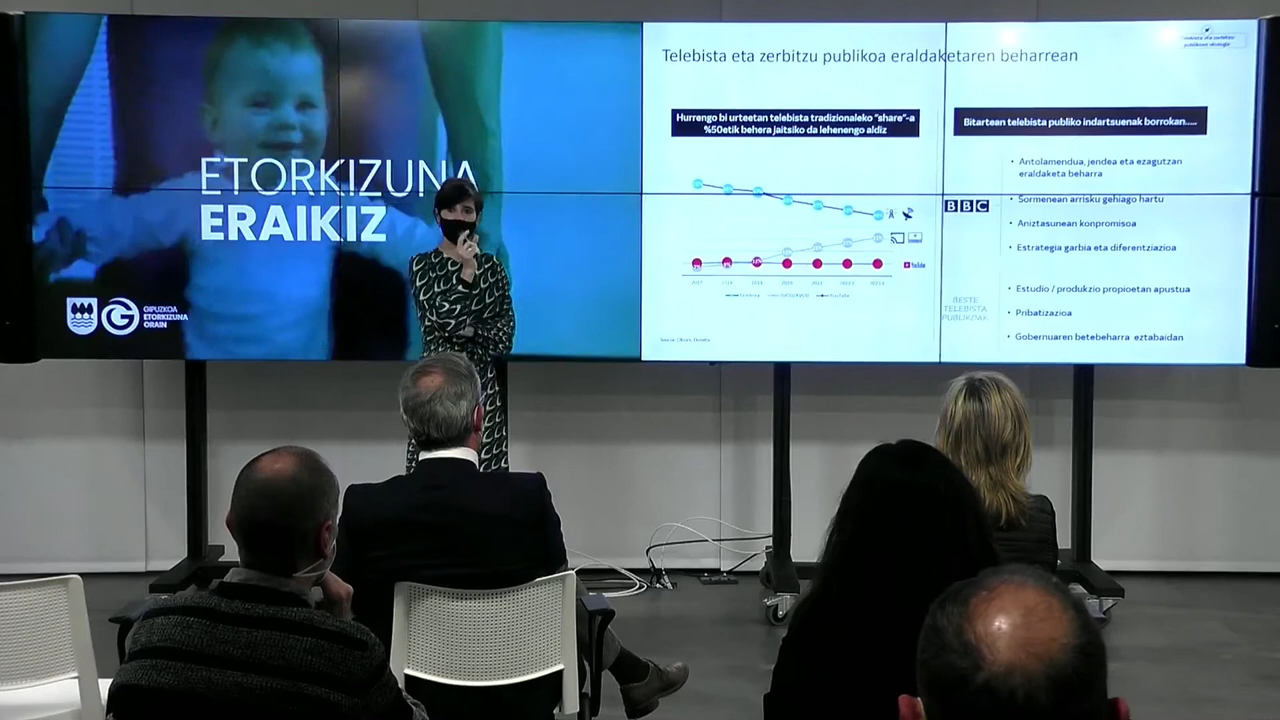 ETORKIZUNA
ERAIKIZ
GIPUZKOA
ETORKIZUNA
ORAIN
Telebista eta zerbitzu publikoa eraldaketaren beharrean
Hurrengo bi urteetan telebista tradizionaleko "share"-a
%50etik behera jaitsiko da lehenengo aldiz
YouTube
2017
Bitartean telebista publiko indartsuenak borrokan.....
BBC
• Antolamendua, jendea eta ezagutzan
eraldaketa beharra
• Sormenean arrisku gehiago hartu
• Aniztasunean konpromisoa
• Estrategia garbia eta diferentziazioa
BESTE
TELEBISTA
PUBLIKOAK
• Estudio / produkzio propioetan apustua
• Pribatizazioa
• Gobernuaren betebeharra eztabaidan